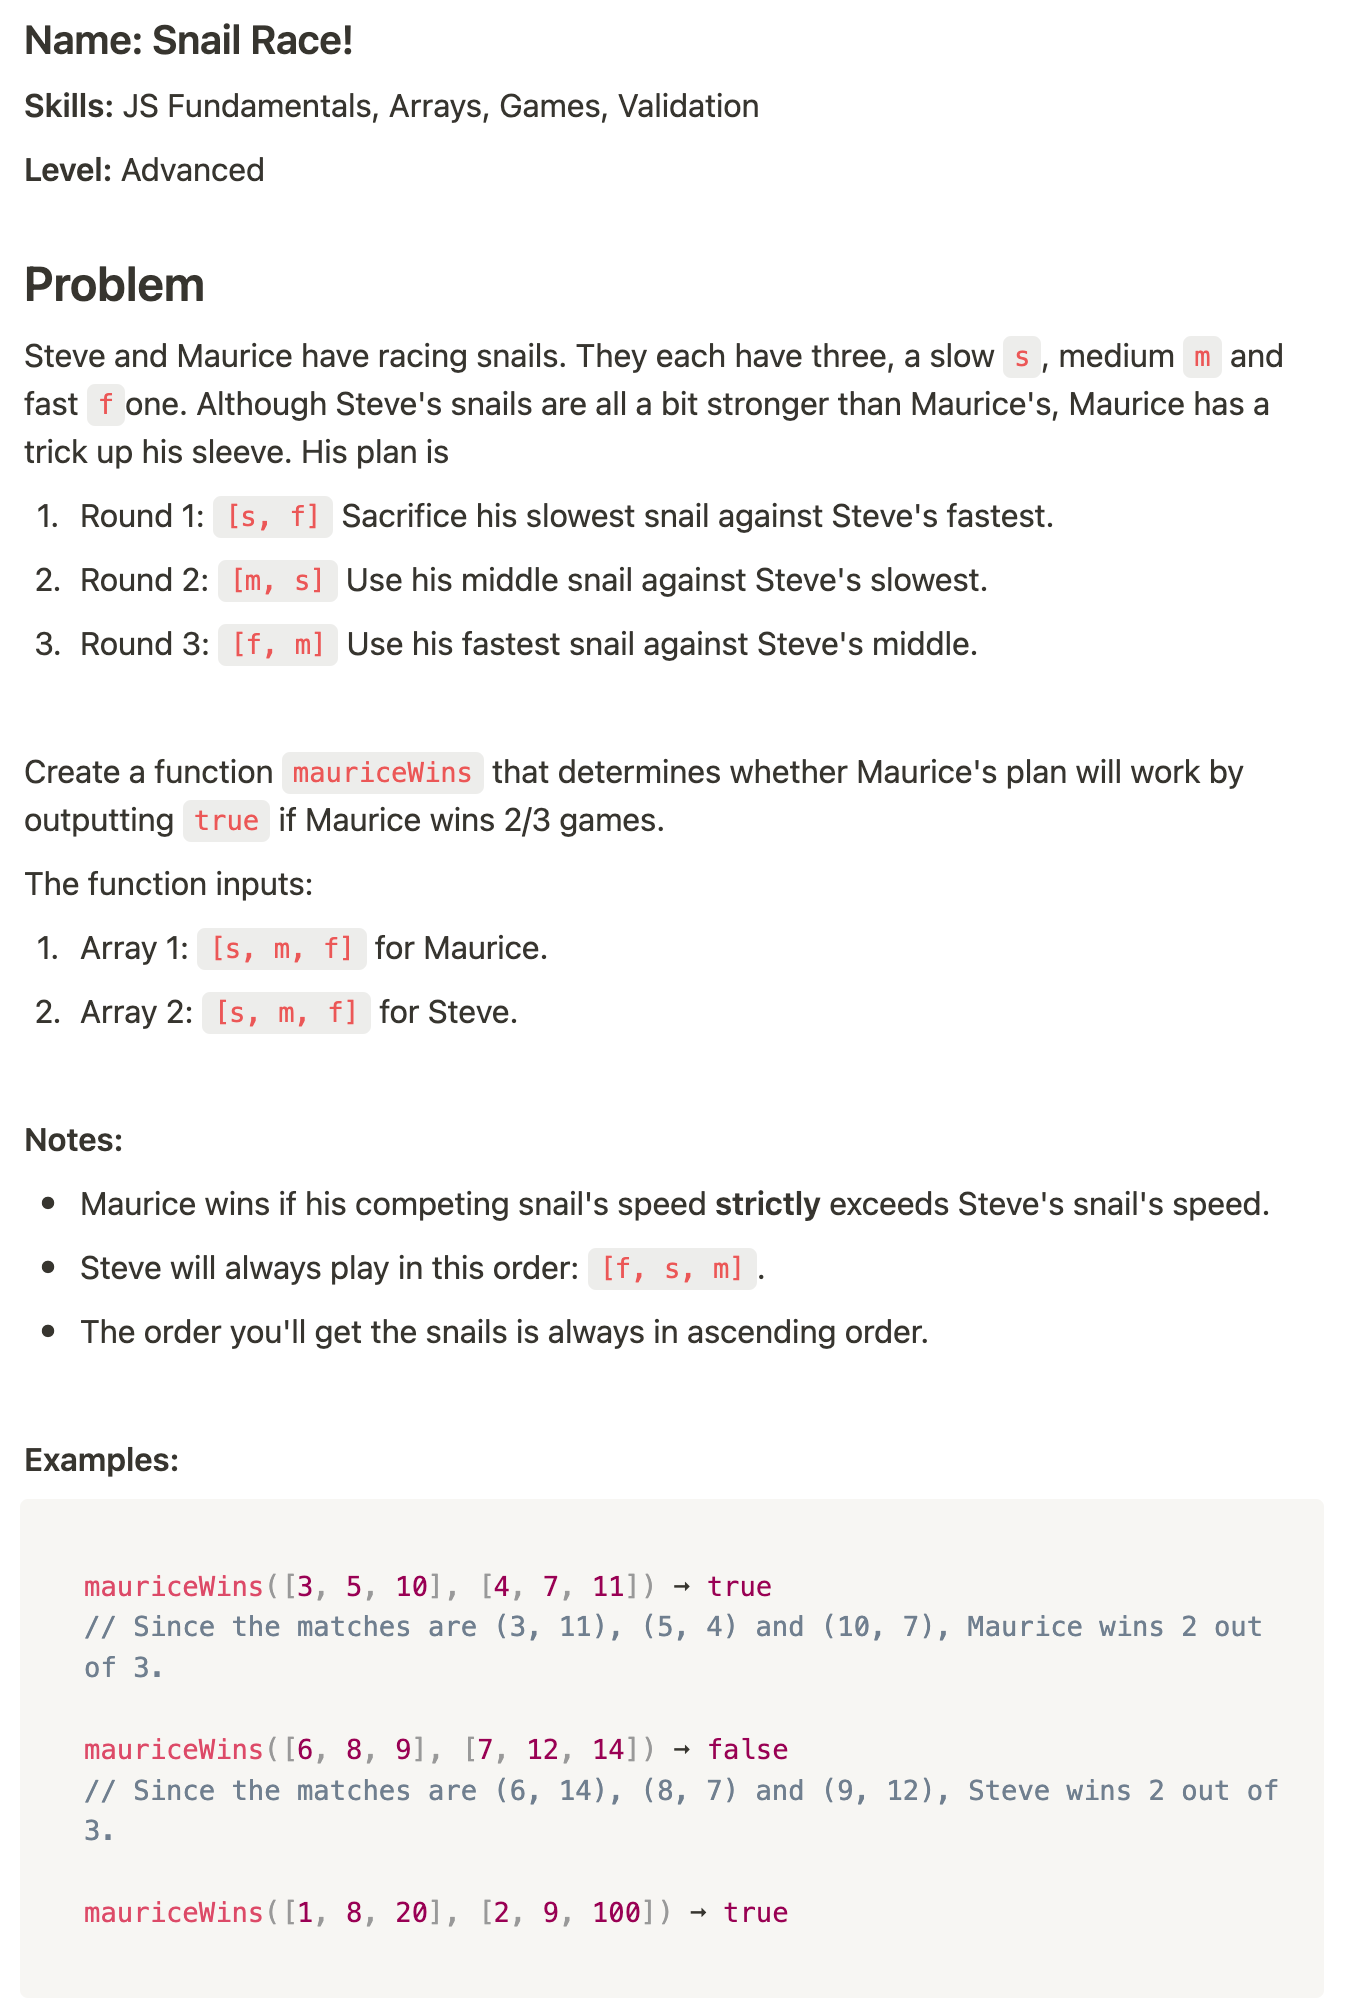 Name: Snail Race!
Skills: JS Fundamentals, Arrays, Games, Validation
Level: Advanced
Problem
Steve and Maurice have racing snails. They each have three, a slow s, medium m and
fast f one. Although Steve's snails are all a bit stronger than Maurice's, Maurice has a
trick up his sleeve. His plan is
1. Round 1: [s, f] Sacrifice his slowest snail against Steve's fastest.
2. Round 2: [m, s] Use his middle snail against Steve's slowest.
3. Round 3: [f, m] Use his fastest snail against Steve's middle.
Create a function mauriceWins that determines whether Maurice's plan will work by
outputting true if Maurice wins 2/3 games.
The function inputs:
1. Array 1: [s, m, f] for Maurice.
2. Array 2: [s, m, f] for Steve.
Notes:
• Maurice wins if his competing snail's speed strictly exceeds Steve's snail's speed.
• Steve will always play in this order: [f, s, m].
• The order you'll get the snails is always in ascending order.
Examples:
mauriceWins([3, 5, 10], [4, 7, 11]) → true
// Since the matches are (3, 11), (5, 4) and (10, 7), Maurice wins 2 out
of 3.
mauriceWins([6, 8, 9], [7, 12, 14]) → false
// Since the matches are (6, 14), (8, 7) and (9, 12), Steve wins 2 out of
3.
mauriceWins([1, 8, 20], [2, 9, 100]) → true